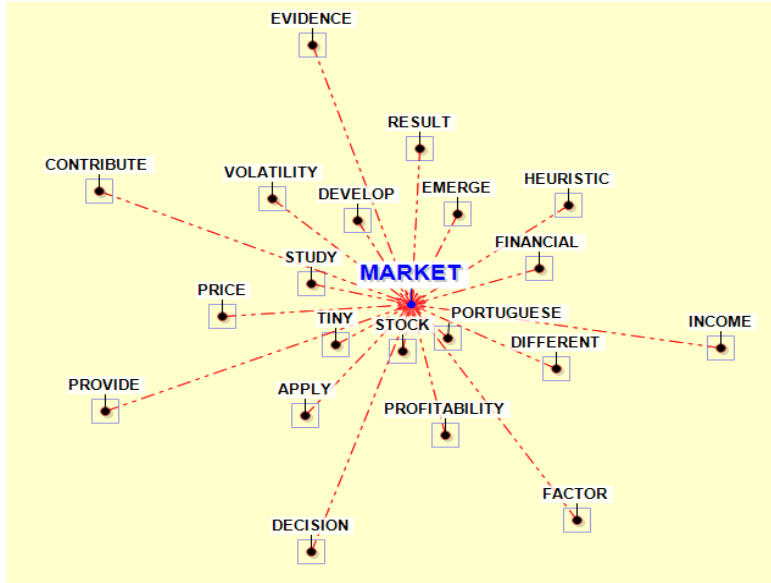 EVIDENCE
RESULT
CONTRIBUTE
VOLATILITY
DEVELOP
EMERGE
HEURISTIC
STUDY
FINANCIAL
MARKET
PRICE
TINY
STOCK
PORTUGUESE
INCOME
DIFFERENT
PROVIDE
APPLY
PROFITABILITY
FACTOR
DECISION